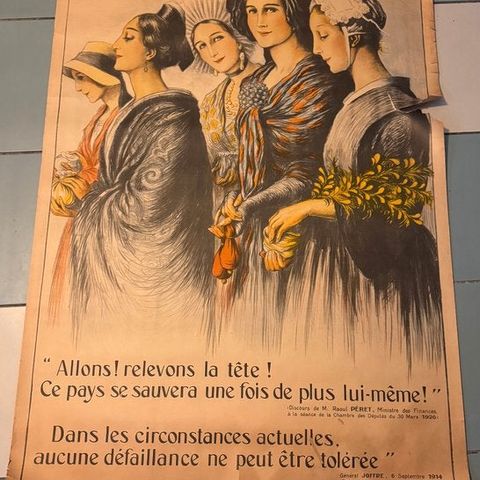 “ Allons! relevons la tête !
Ce pays se sauvera une fois de plus lui-même! ”
(Discours de M. Raoul PÉRET, Ministre des Finances,
à la séance de la Chambre des Députés du 30 Mars 1926)
Dans les circonstances actuelles,
aucune défaillance ne peut être tolérée ”
Général JOFFRE, 6 Septembre 1914